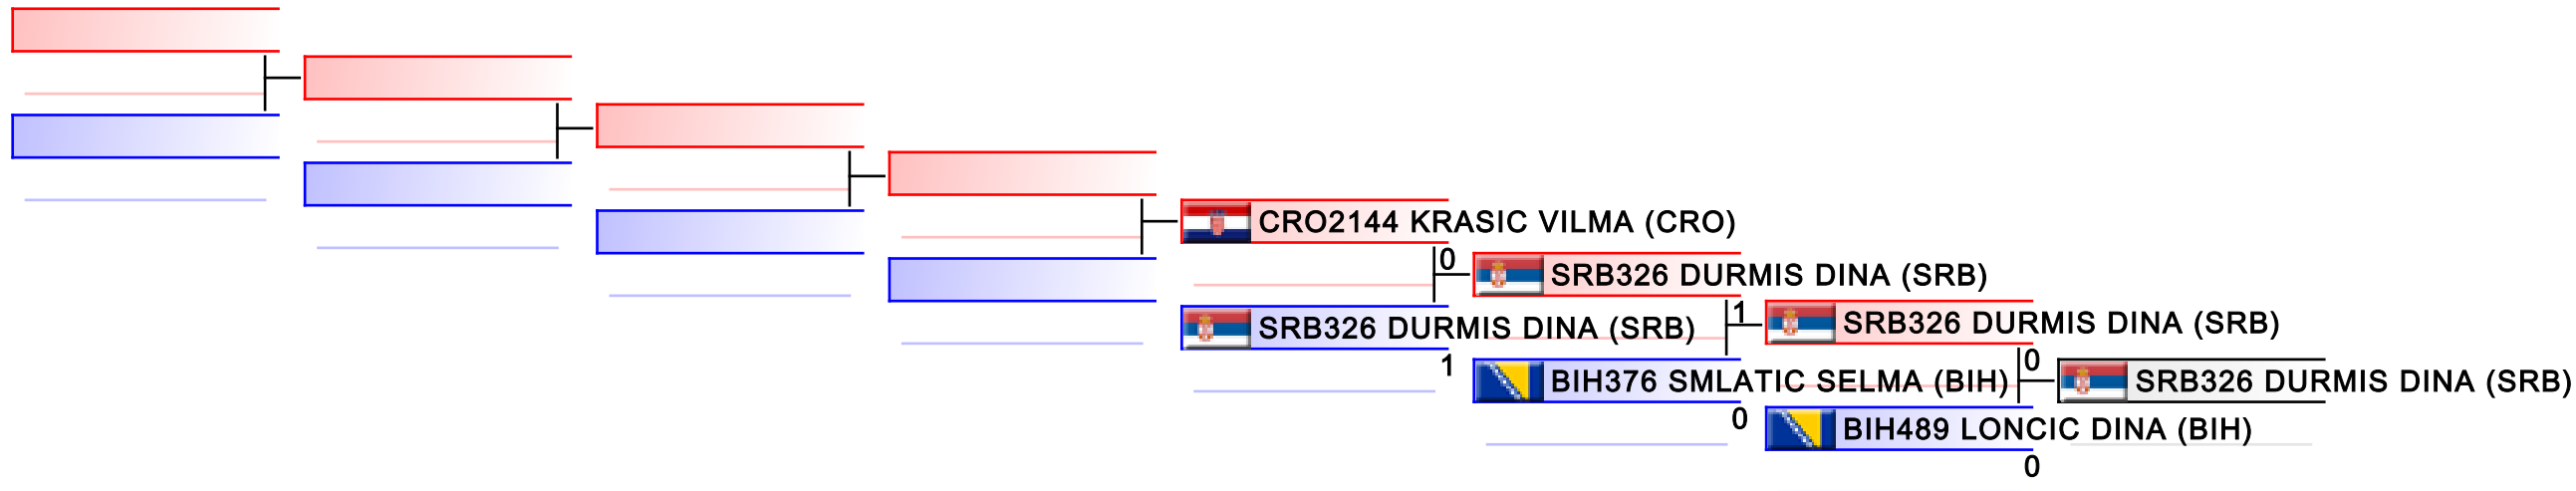 CRO2144 KRASIC VILMA (CRO)
0
SRB326 DURMIS DINA (SRB)
SRB326 DURMIS DINA (SRB)
1
1
SRB326 DURMIS DINA (SRB)
BIH376 SMLATIC SELMA (BIH)
0
0
SRB326 DURMIS DINA (SRB)
BIH489 LONCIC DINA (BIH)
0